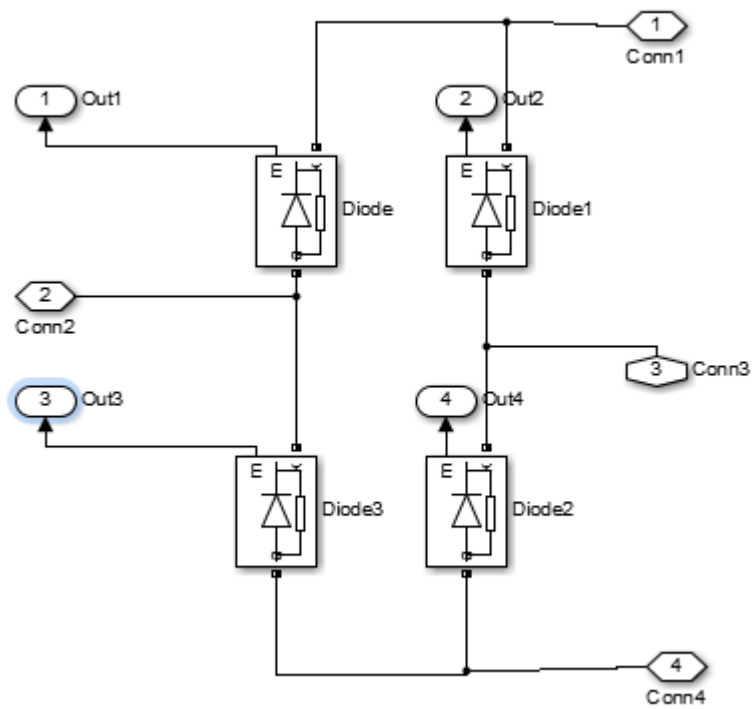 1
Conn1
1 Out1
2 Out2
m k
Diode
m k
Diode1
a
a
2
Conn2
3 Conn3
3 Out3
4 Out4
m k
Diode3
m k
Diode2
a
a
4
Conn4